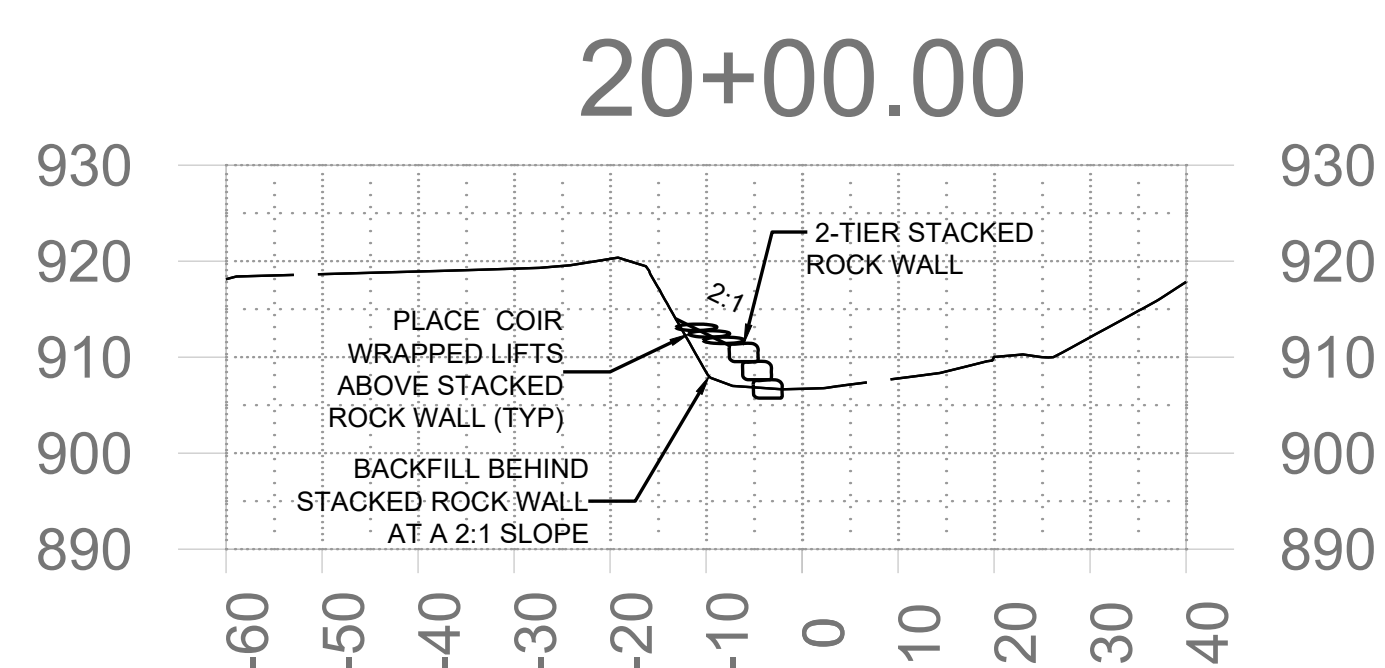 20+00.00
930
930
2-TIER STACKED
ROCK WALL
920
920
2:1
PLACE COIR
WRAPPED LIFTS
ABOVE STACKED
ROCK WALL (TYP)
910
910
900
900
BACKFILL BEHIND
STACKED ROCK WALL
AT A 2:1 SLOPE
890
890
-60
-50
-40
-30
-20
-10
0
10
20
30
40